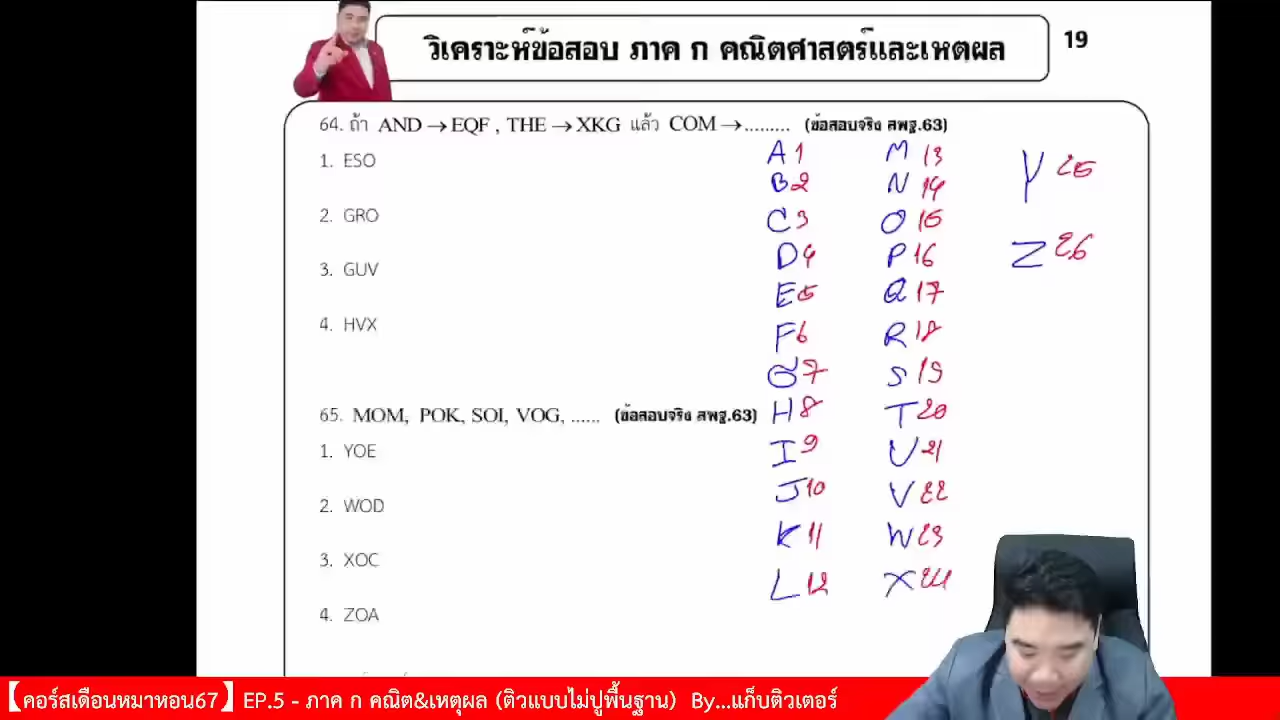 วิเคราะห์ข้อสอบ ภาค ก คณิตศาสตร์และเหตุผล
19
64. ถ้า AND → EQF , THE → XKG แล้ว COM → ......... (ข้อสอบจริง สพฐ.63)
1. ESO
2. GRO
3. GUV
4. HVX
65. MOM, POK, SOI, VOG, ...... (ข้อสอบจริง สพฐ.63)
1. YOE
2. WOD
3. XOC
4. ZOA
A 1
B 2
C 3
D 4
E 5
F 6
G 7
H 8
I 9
J 10
K 11
L 12
M 13
N 14
O 15
P 16
Q 17
R 18
S 19
T 20
U 21
V 22
W 23
X 24
Y 25
Z 26
【คอร์สเดือนหมาหอน67】 EP.5 - ภาค ก คณิต&เหตุผล (ติวแบบไม่ปูพื้นฐาน) By...แก็บติวเตอร์